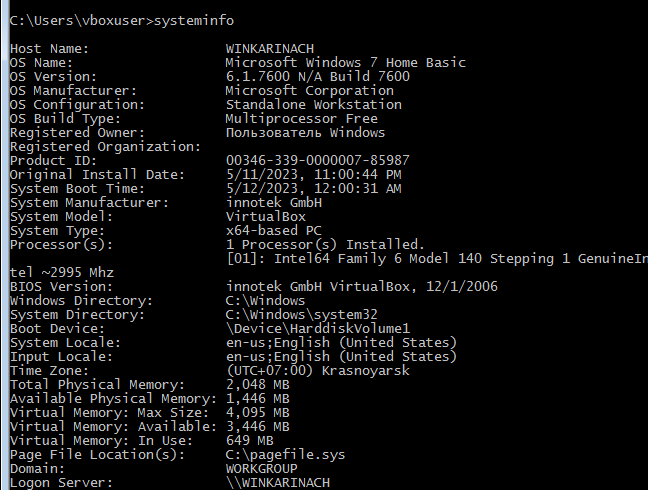 C:\Users\vboxuser>systeminfo
Host Name: WINKARINACH
OS Name: Microsoft Windows 7 Home Basic
OS Version: 6.1.7600 N/A Build 7600
OS Manufacturer: Microsoft Corporation
OS Configuration: Standalone Workstation
OS Build Type: Multiprocessor Free
Registered Owner: Пользователь Windows
Registered Organization:
Product ID: 00346-339-0000007-85987
Original Install Date: 5/11/2023, 11:00:44 PM
System Boot Time: 5/12/2023, 12:00:31 AM
System Manufacturer: innotek GmbH
System Model: VirtualBox
System Type: x64-based PC
Processor(s): 1 Processor(s) Installed.
[01]: Intel64 Family 6 Model 140 Stepping 1 GenuineIn
tel ~2995 Mhz
BIOS Version: innotek GmbH VirtualBox, 12/1/2006
Windows Directory: C:\Windows
System Directory: C:\Windows\system32
Boot Device: \Device\HarddiskVolume1
System Locale: en-us;English (United States)
Input Locale: en-us;English (United States)
Time Zone: (UTC+07:00) Krasnoyarsk
Total Physical Memory: 2,048 MB
Available Physical Memory: 1,446 MB
Virtual Memory: Max Size: 4,095 MB
Virtual Memory: Available: 3,446 MB
Virtual Memory: In Use: 649 MB
Page File Location(s): C:\pagefile.sys
Domain: WORKGROUP
Logon Server: \\WINKARINACH